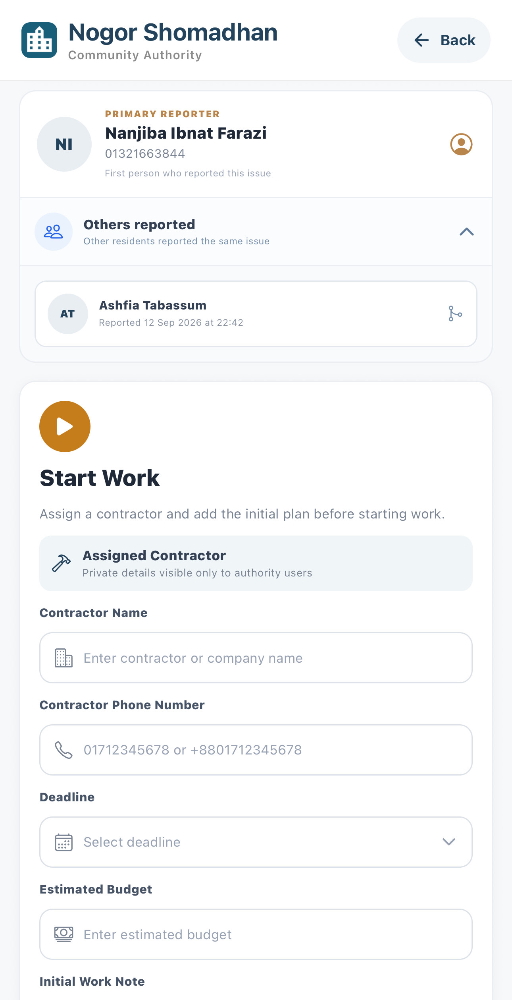 Nogor Shomadhan
Community Authority
Back
PRIMARY REPORTER
NI
Nanjiba Ibnat Farazi
01321663844
First person who reported this issue
Others reported
Other residents reported the same issue
AT
Ashfia Tabassum
Reported 12 Sep 2026 at 22:42
Start Work
Assign a contractor and add the initial plan before starting work.
Assigned Contractor
Private details visible only to authority users
Contractor Name
Enter contractor or company name
Contractor Phone Number
01712345678 or +8801712345678
Deadline
Select deadline
Estimated Budget
Enter estimated budget
Initial Work Note